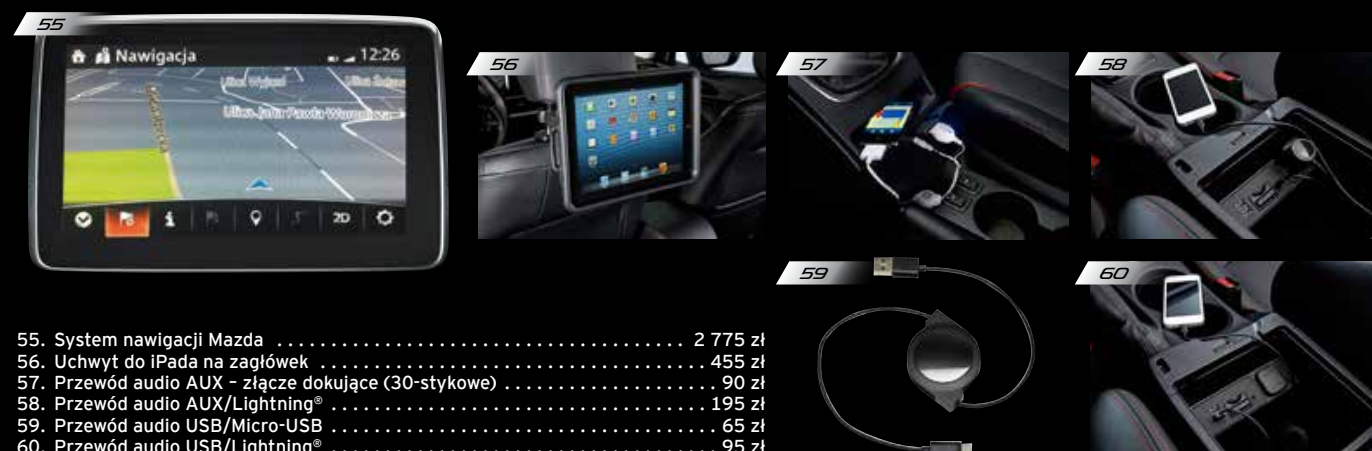 55
Nawigacja 12:26
Ulica Jana Pawła Woronicza
2D
56
57
58
59
60
55. System nawigacji Mazda ........................................ 2 775 zł
56. Uchwyt do iPada na zagłówek ........................................ 455 zł
57. Przewód audio AUX – złącze dokujące (30-stykowe) ........................ 90 zł
58. Przewód audio AUX/Lightning® ........................................ 195 zł
59. Przewód audio USB/Micro-USB ........................................ 65 zł
60. Przewód audio USB/Lightning® ........................................ 95 zł